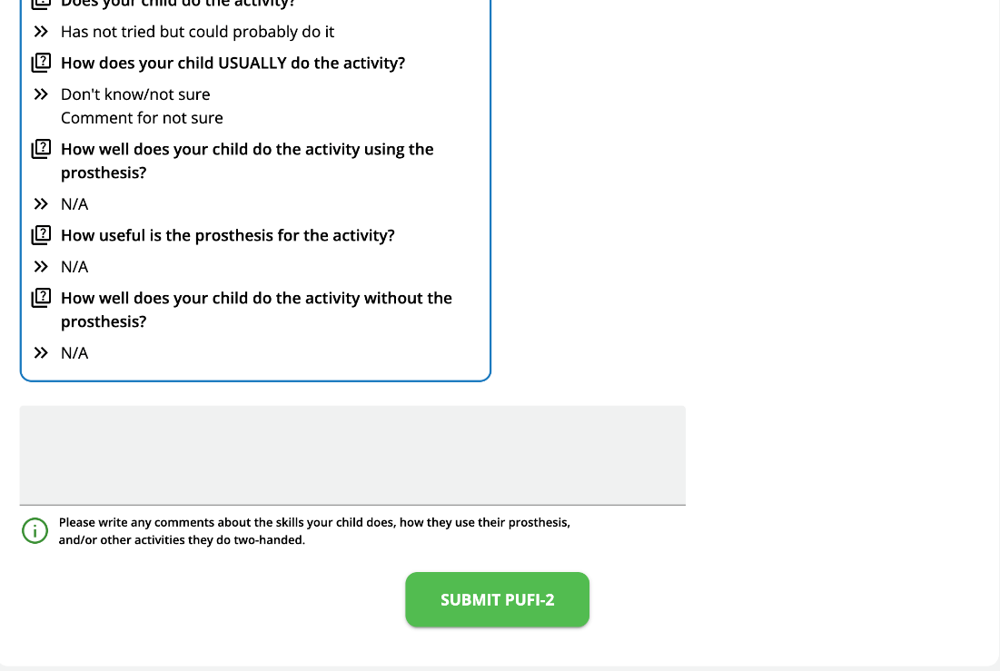 Does your child do the activity?
Has not tried but could probably do it
How does your child USUALLY do the activity?
Don't know/not sure
Comment for not sure
How well does your child do the activity using the
prosthesis?
N/A
How useful is the prosthesis for the activity?
N/A
How well does your child do the activity without the
prosthesis?
N/A
Please write any comments about the skills your child does, how they use their prosthesis,
and/or other activities they do two-handed.
SUBMIT PUFI-2